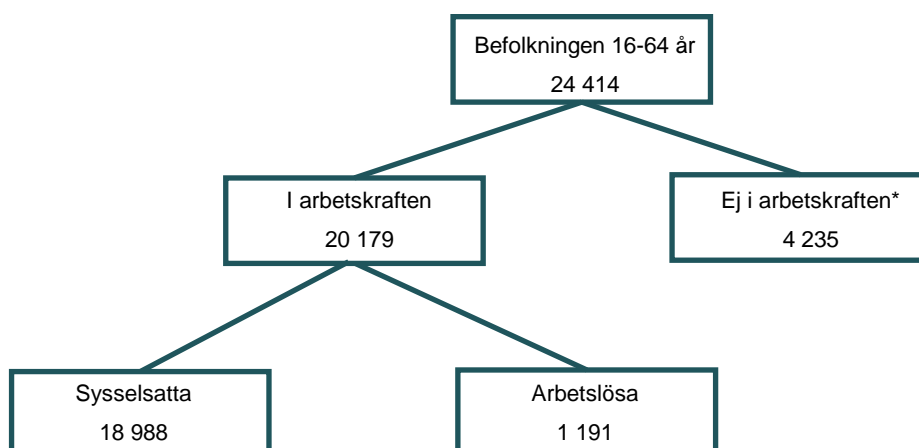 Befolkningen 16-64 år
24 414
I arbetskraften
20 179
Ej i arbetskraften*
4 235
Sysselsatta
18 988
Arbetslösa
1 191